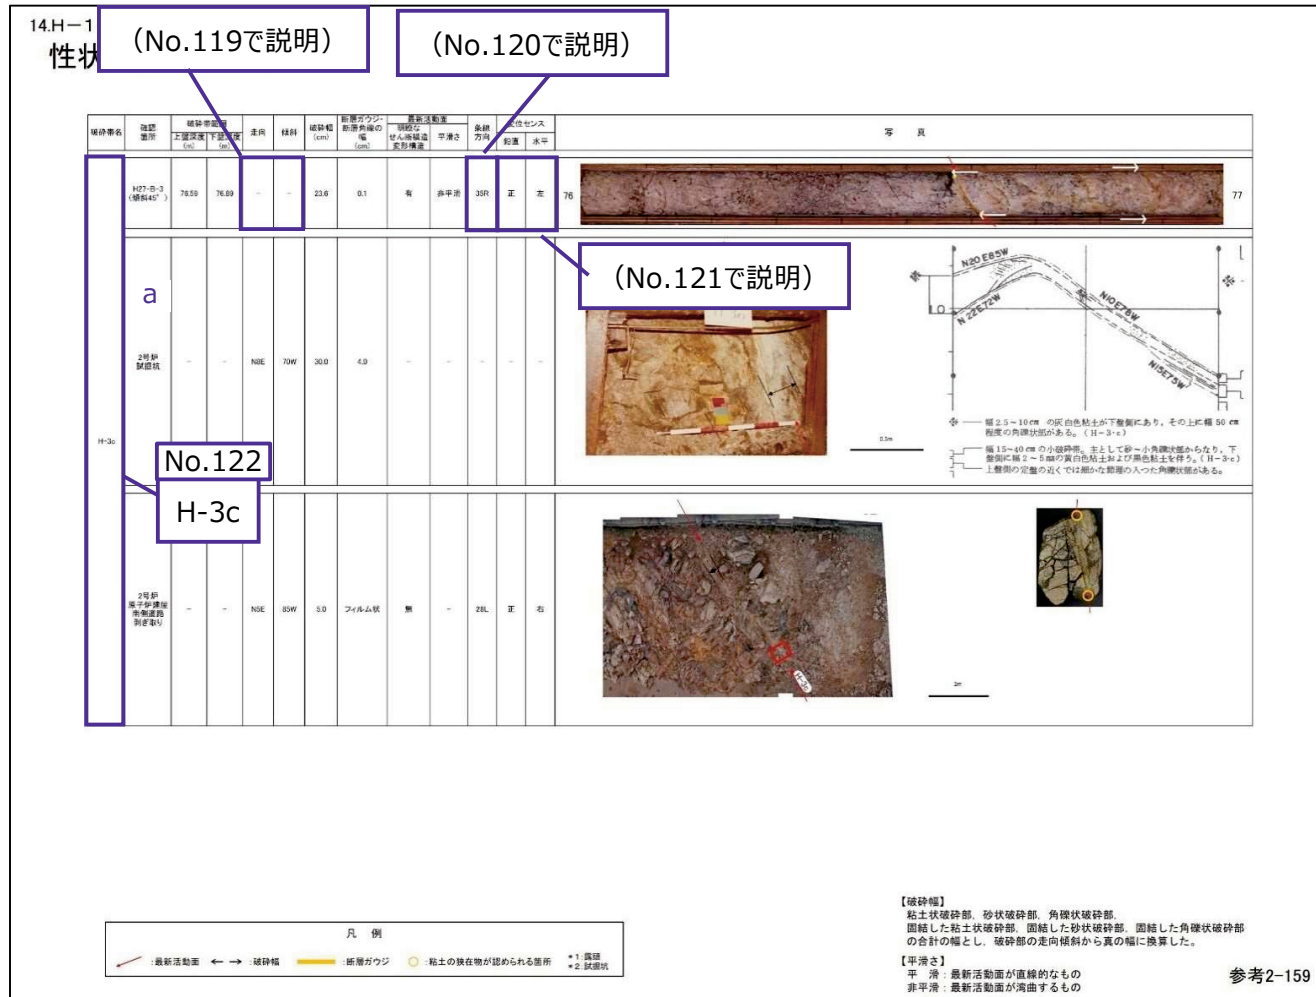 14.H－1
性状
（No.119で説明）
（No.120で説明）
破砕帯名
確認
箇所
破砕帯範囲
上盤深度
(m)
下盤深度
(m)
走向
傾斜
破砕幅
(cm)
断層ガウジ・
断層角礫の
幅
(cm)
最新活動面
明瞭な
せん断構造
変形構造
平滑さ
条線
方向
変位センス
鉛直
水平
写　真
H27-B-3
(傾斜45°)
76.59
76.89
－
－
23.6
0.1
有
非平滑
35R
正
左
76
77
（No.121で説明）
a
2号炉
試掘坑
－
－
N8E
70W
30.0
4.0
－
－
－
－
－
N20E85W
N22E72W
N10E78W
N15E75W
10
幅2.5～10cm の灰白色粘土が下盤側にあり，その上に幅50cm
程度の角礫状部がある。（H－3・c）
幅15～40cmの小破砕帯。主として砂～小角礫状部からなり，下
盤側に幅2～5mmの黄白色粘土および黒色粘土を伴う。（H－3・c）
上盤側の定盤の近くでは細かな節理の入った角礫状部がある。
0.5m
H-3c
No.122
H-3c
2号炉
原子炉建屋
南側道路
剥ぎ取り
－
－
N5E
85W
5.0
フィルム状
無
－
28L
正
右
H-3c
2m
凡　例
：最新活動面
：破砕幅
：断層ガウジ
：粘土の狭在物が認められる箇所
＊1：露頭
＊2：試掘坑
【破砕幅】
粘土状破砕部，砂状破砕部，角礫状破砕部，
固結した粘土状破砕部，固結した砂状破砕部，固結した角礫状破砕部
の合計の幅とし，破砕部の走向傾斜から真の幅に換算した。
【平滑さ】
平　滑：最新活動面が直線的なもの
非平滑：最新活動面が湾曲するもの
参考2-159